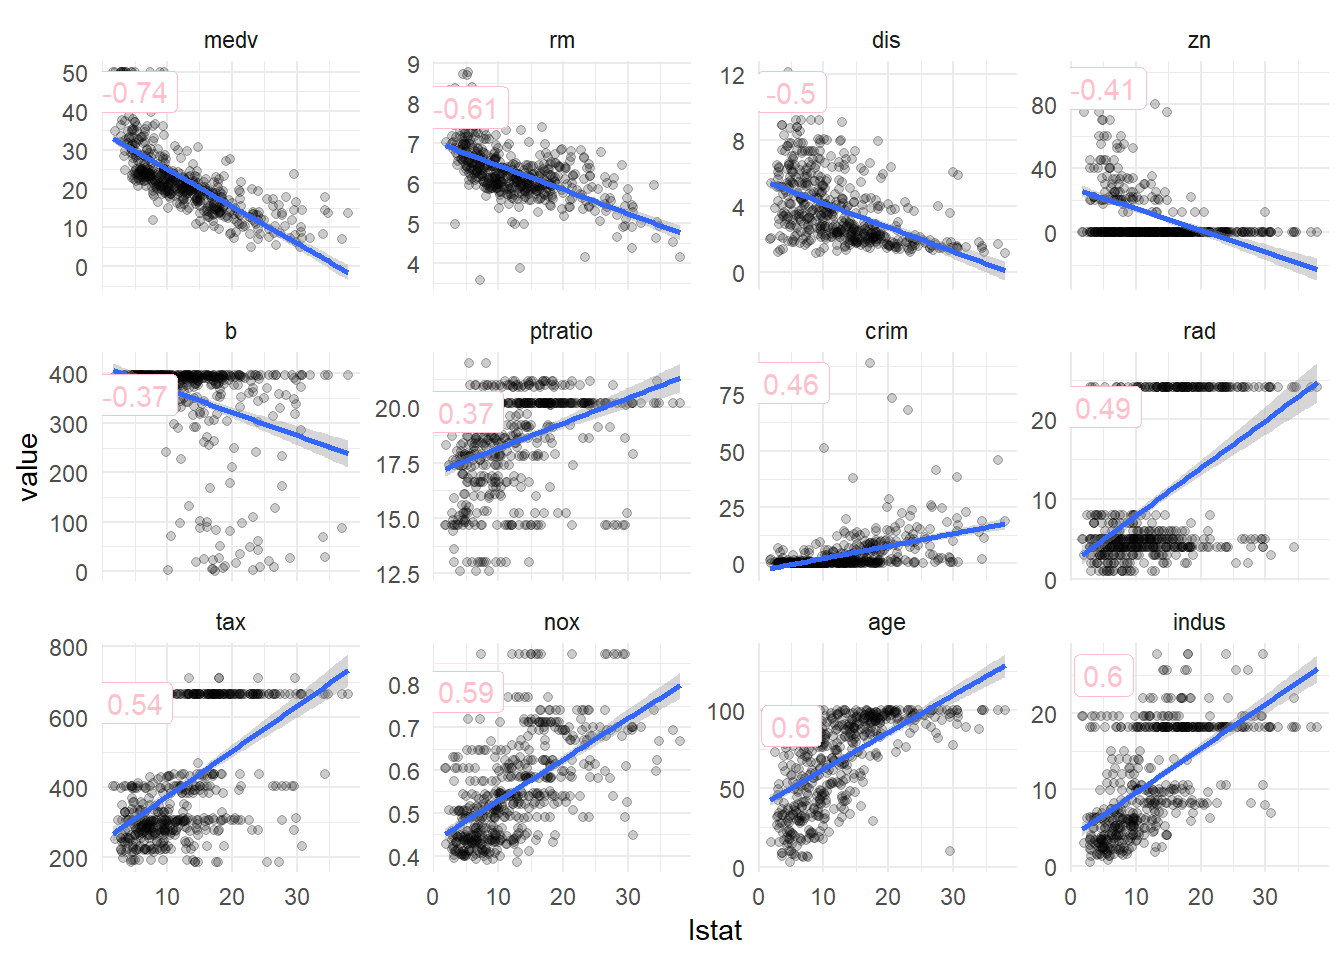 medv rm dis zn
50 9 12 80
40 8 8 40
30 7 4 0
20 6 0
10 5
0 4
-0.74 -0.61 -0.5 -0.41
b ptratio crim rad
400 20.0 75 20
300 17.5 50 10
200 15.0 25 0
100 12.5 0
0
-0.37 0.37 0.46 0.49
value
tax nox age indus
800 0.8 100 20
600 0.7 50 10
400 0.6 0 0
200 0.5
0.4
0.54 0.59 0.6 0.6
0 10 20 30 0 10 20 30 0 10 20 30 0 10 20 30
lstat